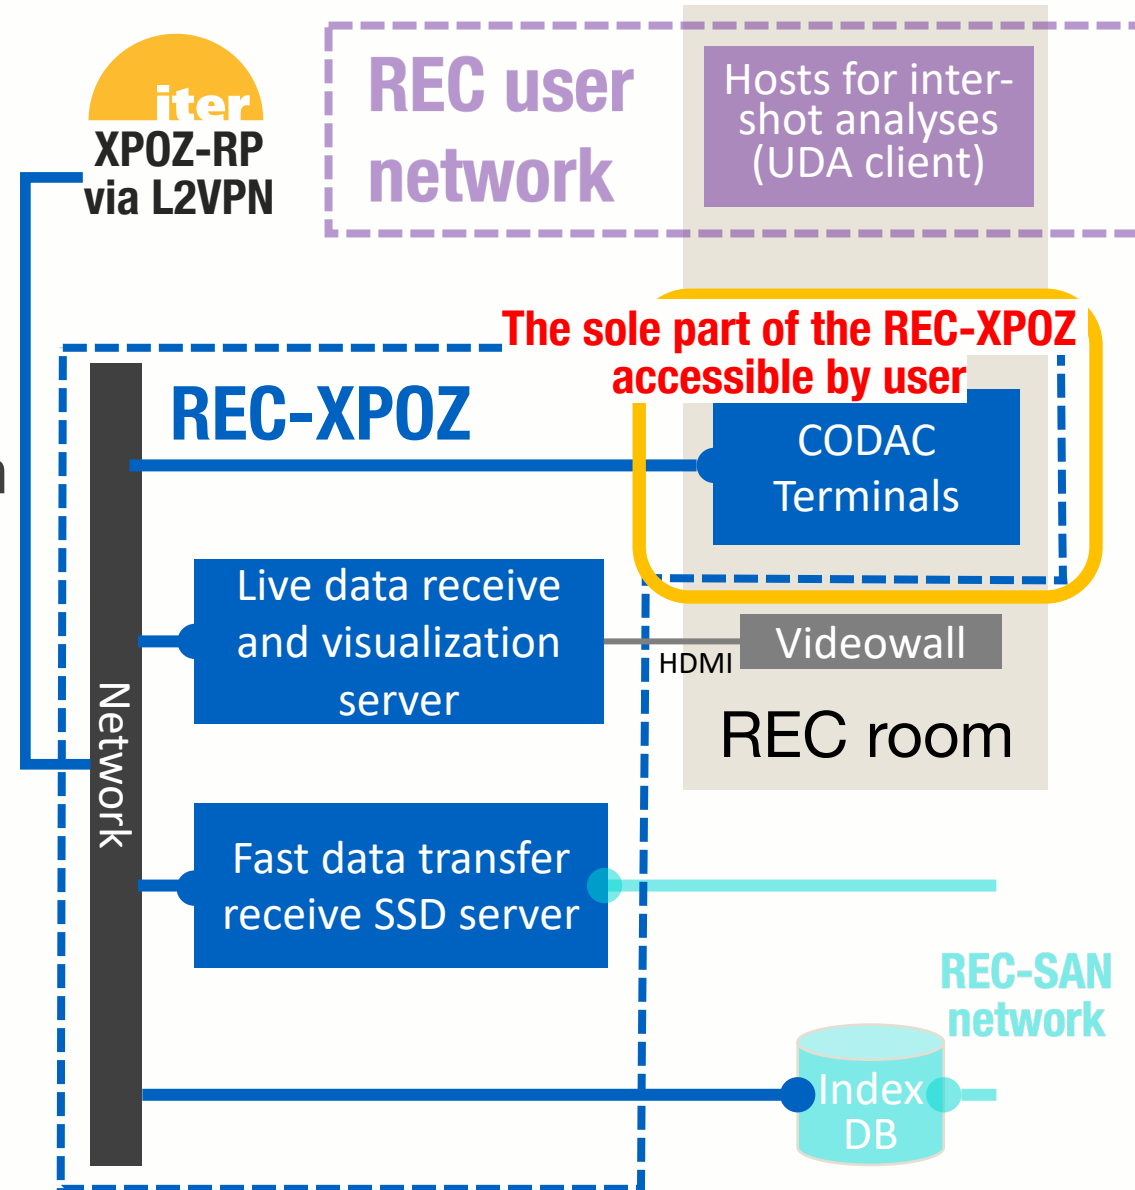 iter
XPOZ-RP
via L2VPN
REC user
network
Hosts for inter-
shot analyses
(UDA client)
The sole part of the REC-XPOZ
accessible by user
REC-XPOZ
CODAC
Terminals
Live data receive
and visualization
server
HDMI
Videowall
REC room
Network
Fast data transfer
receive SSD server
REC-SAN
network
Index
DB